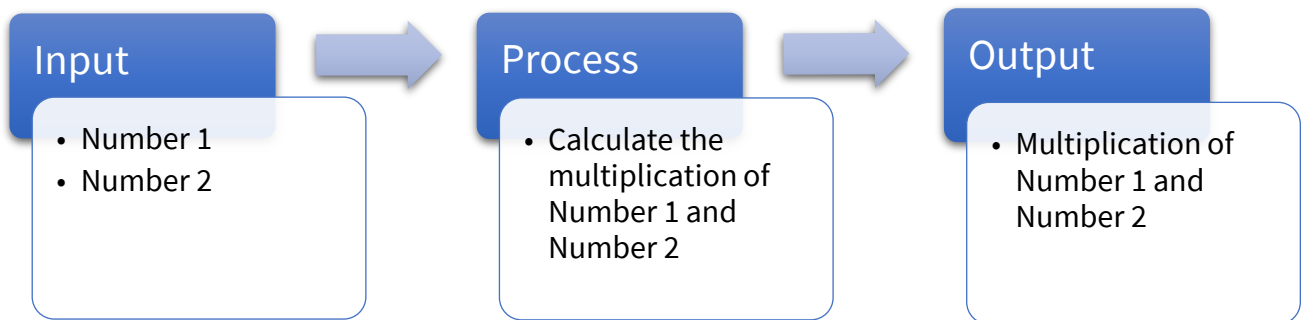 Input
• Number 1
• Number 2
Process
• Calculate the
multiplication of
Number 1 and
Number 2
Output
• Multiplication of
Number 1 and
Number 2